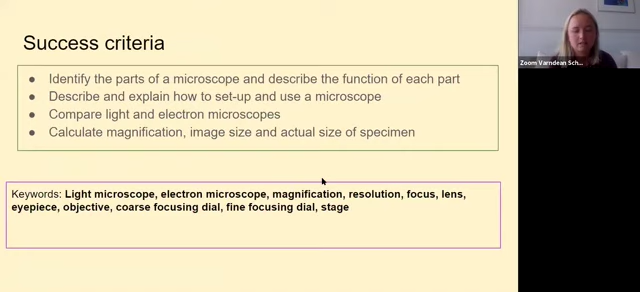 Success criteria
● Identify the parts of a microscope and describe the function of each part
● Describe and explain how to set-up and use a microscope
● Compare light and electron microscopes
● Calculate magnification, image size and actual size of specimen
Keywords: Light microscope, electron microscope, magnification, resolution, focus, lens,
eyepiece, objective, coarse focusing dial, fine focusing dial, stage
Zoom Varndean Sch...